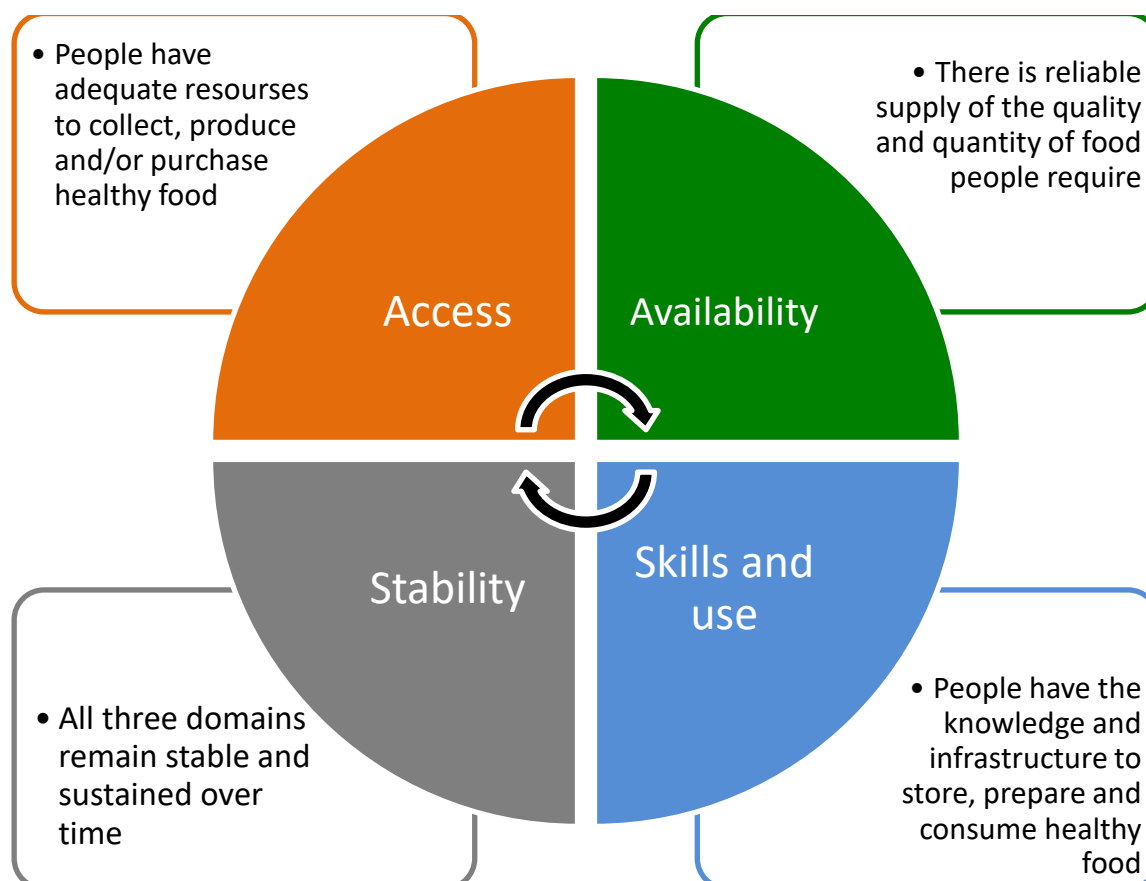 • People have
adequate resourses
to collect, produce
and/or purchase
healthy food
• There is reliable
supply of the quality
and quantity of food
people require
Access
Availability
Stability
Skills and
use
• All three domains
remain stable and
sustained over
time
• People have the
knowledge and
infrastructure to
store, prepare and
consume healthy
food